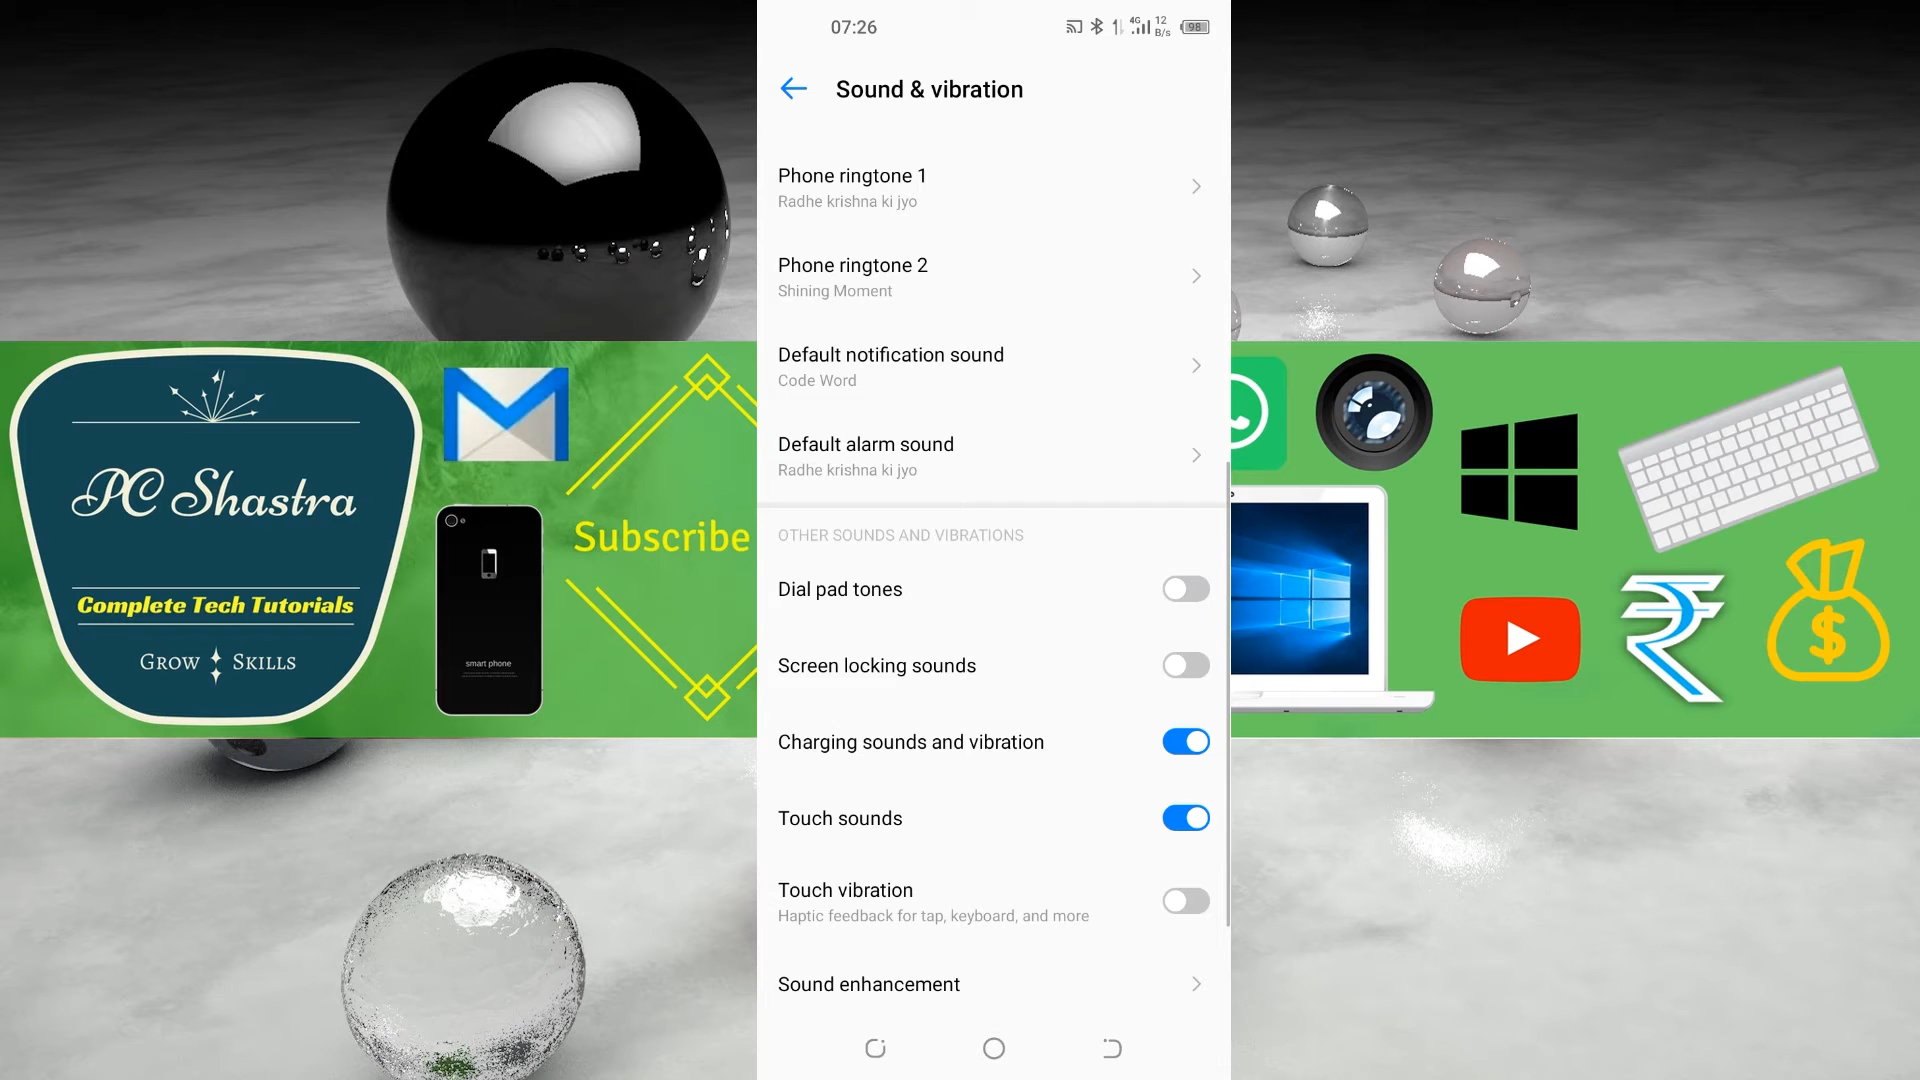 07:26
4G
12
B/s
98
Sound & vibration
Phone ringtone 1
Radhe krishna ki jyo
Phone ringtone 2
Shining Moment
Default notification sound
Code Word
Default alarm sound
Radhe krishna ki jyo
OTHER SOUNDS AND VIBRATIONS
Dial pad tones
Screen locking sounds
Charging sounds and vibration
Touch sounds
Touch vibration
Haptic feedback for tap, keyboard, and more
Sound enhancement
PC Shastra
Complete Tech Tutorials
GROW SKILLS
smart phone
Subscribe